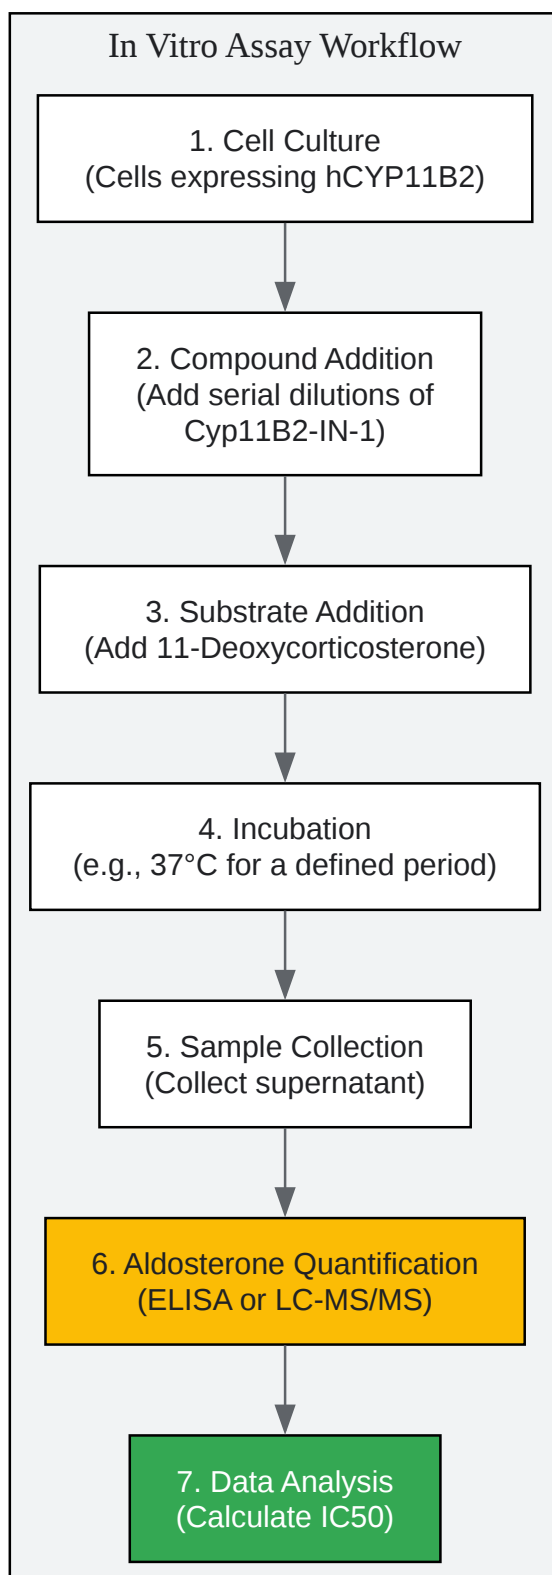 In Vitro Assay Workflow
1. Cell Culture
(Cells expressing hCYP11B2)
2. Compound Addition
(Add serial dilutions of
Cyp11B2-IN-1)
3. Substrate Addition
(Add 11-Deoxycorticosterone)
4. Incubation
(e.g., 37°C for a defined period)
5. Sample Collection
(Collect supernatant)
6. Aldosterone Quantification
(ELISA or LC-MS/MS)
7. Data Analysis
(Calculate IC50)